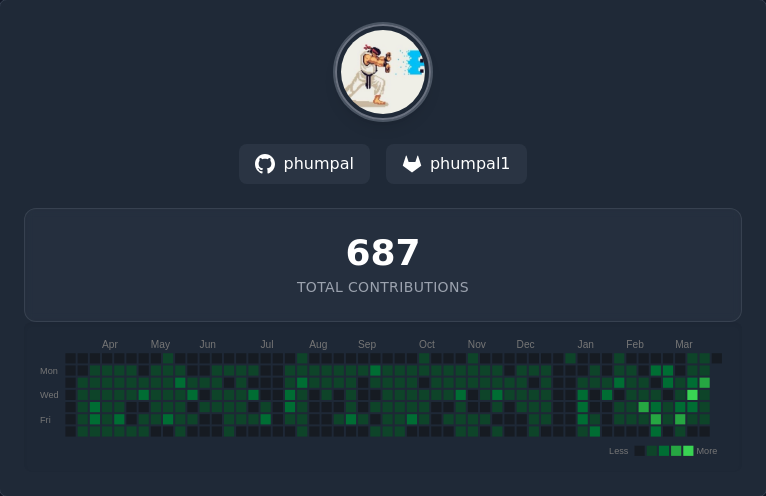 phumpal phumpal1
687
TOTAL CONTRIBUTIONS
Apr May Jun Jul Aug Sep Oct Nov Dec Jan Feb Mar
Mon
Wed
Fri
Less More